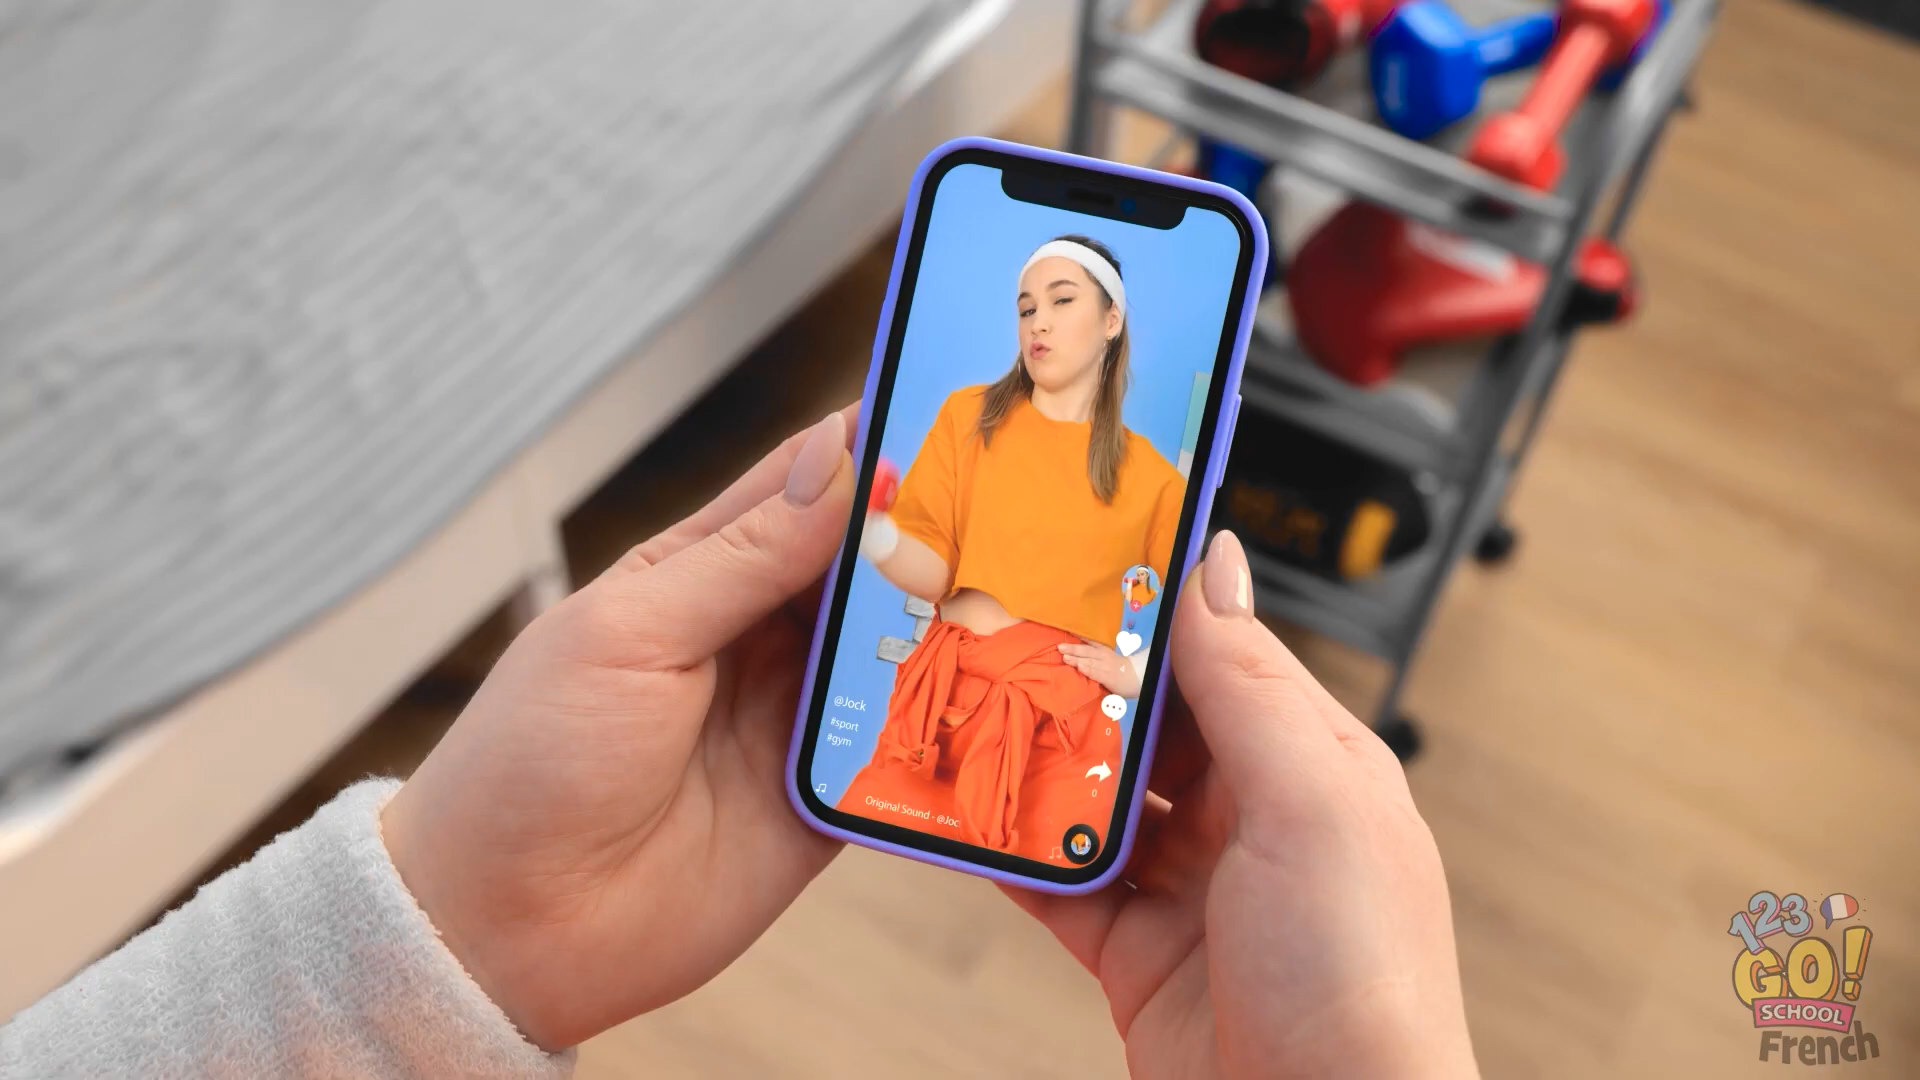 @Jock
#sport
#gym
Original Sound - @Joc
4
0
0
123
GO!
SCHOOL
French